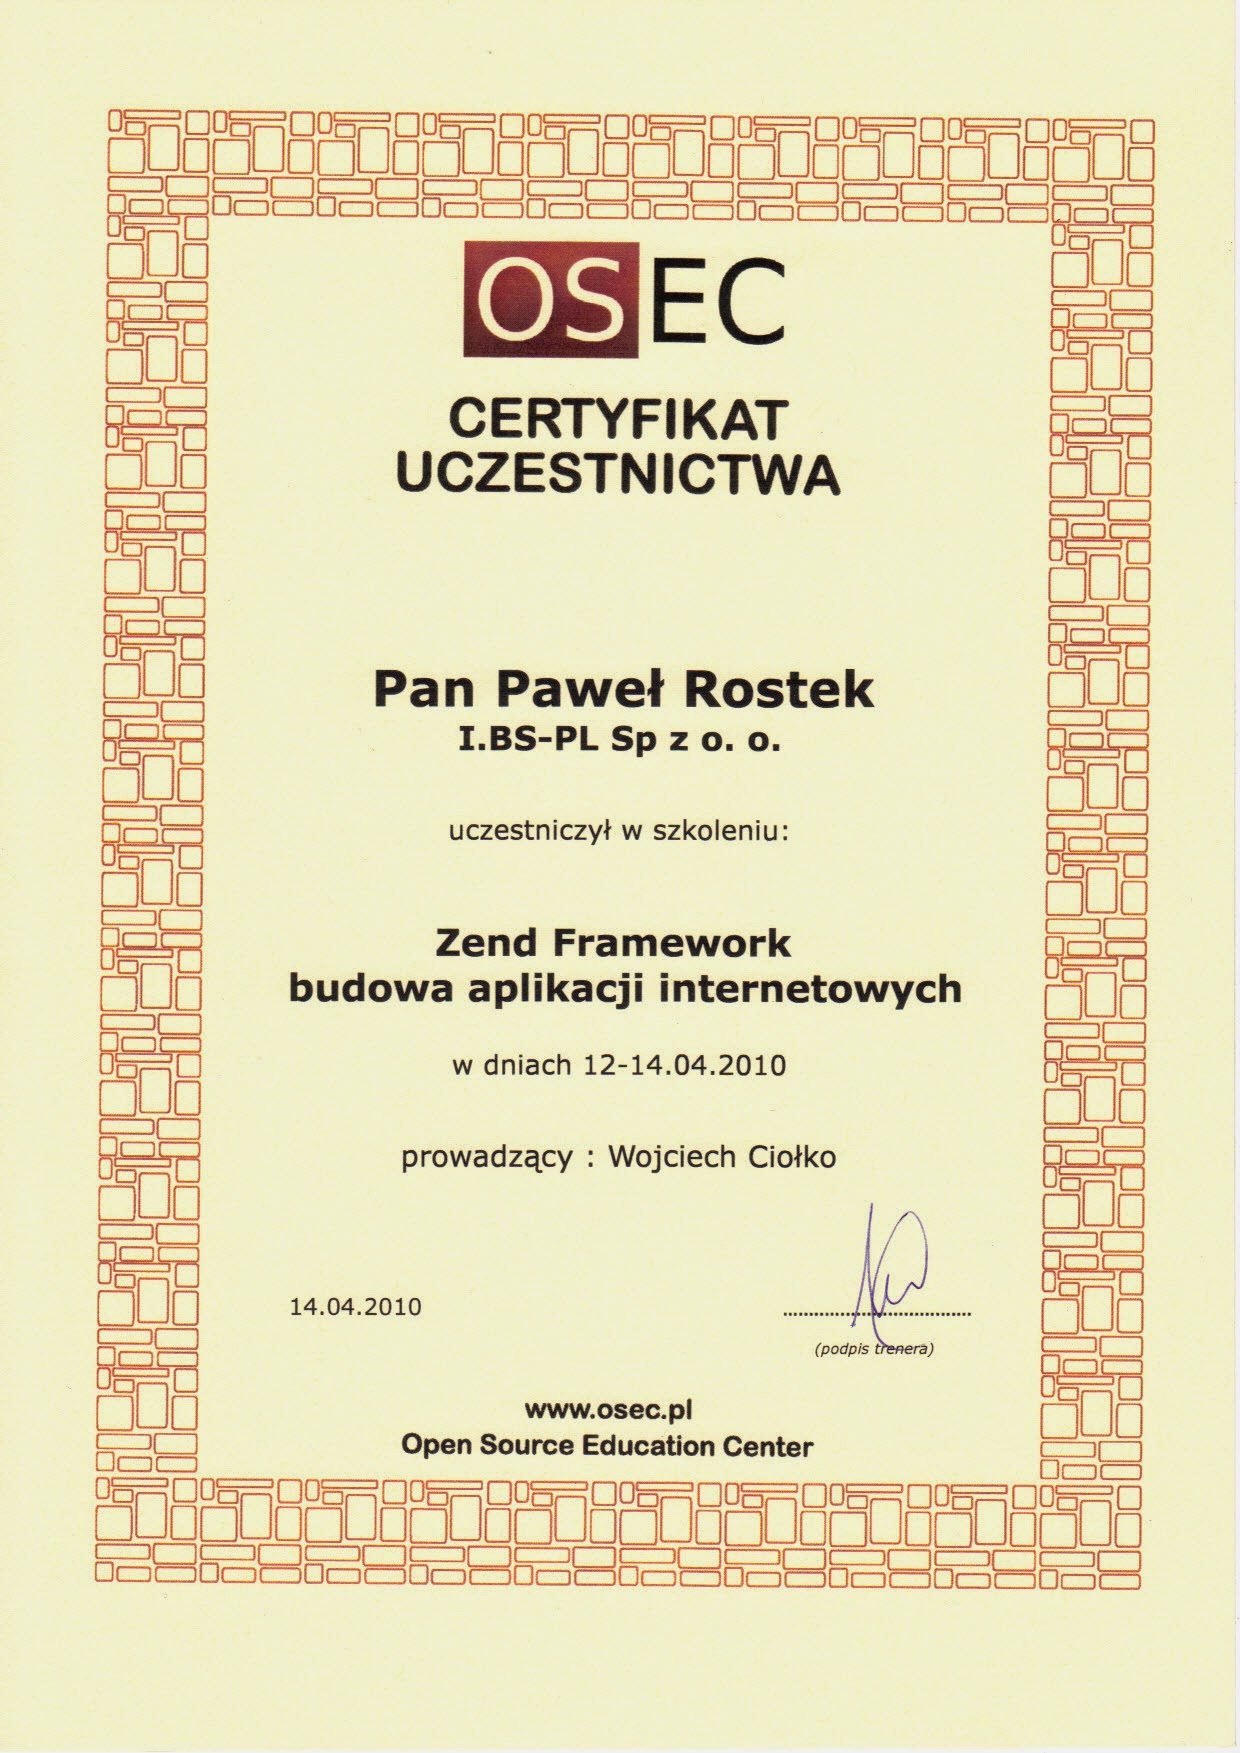 OSEC
CERTYFIKAT
UCZESTNICTWA
Pan Paweł Rostek
I.BS-PL Sp z o. o.
uczestniczył w szkoleniu:
Zend Framework
budowa aplikacji internetowych
w dniach 12-14.04.2010
prowadzący : Wojciech Ciołko
14.04.2010
(podpis trenera)
www.osec.pl
Open Source Education Center